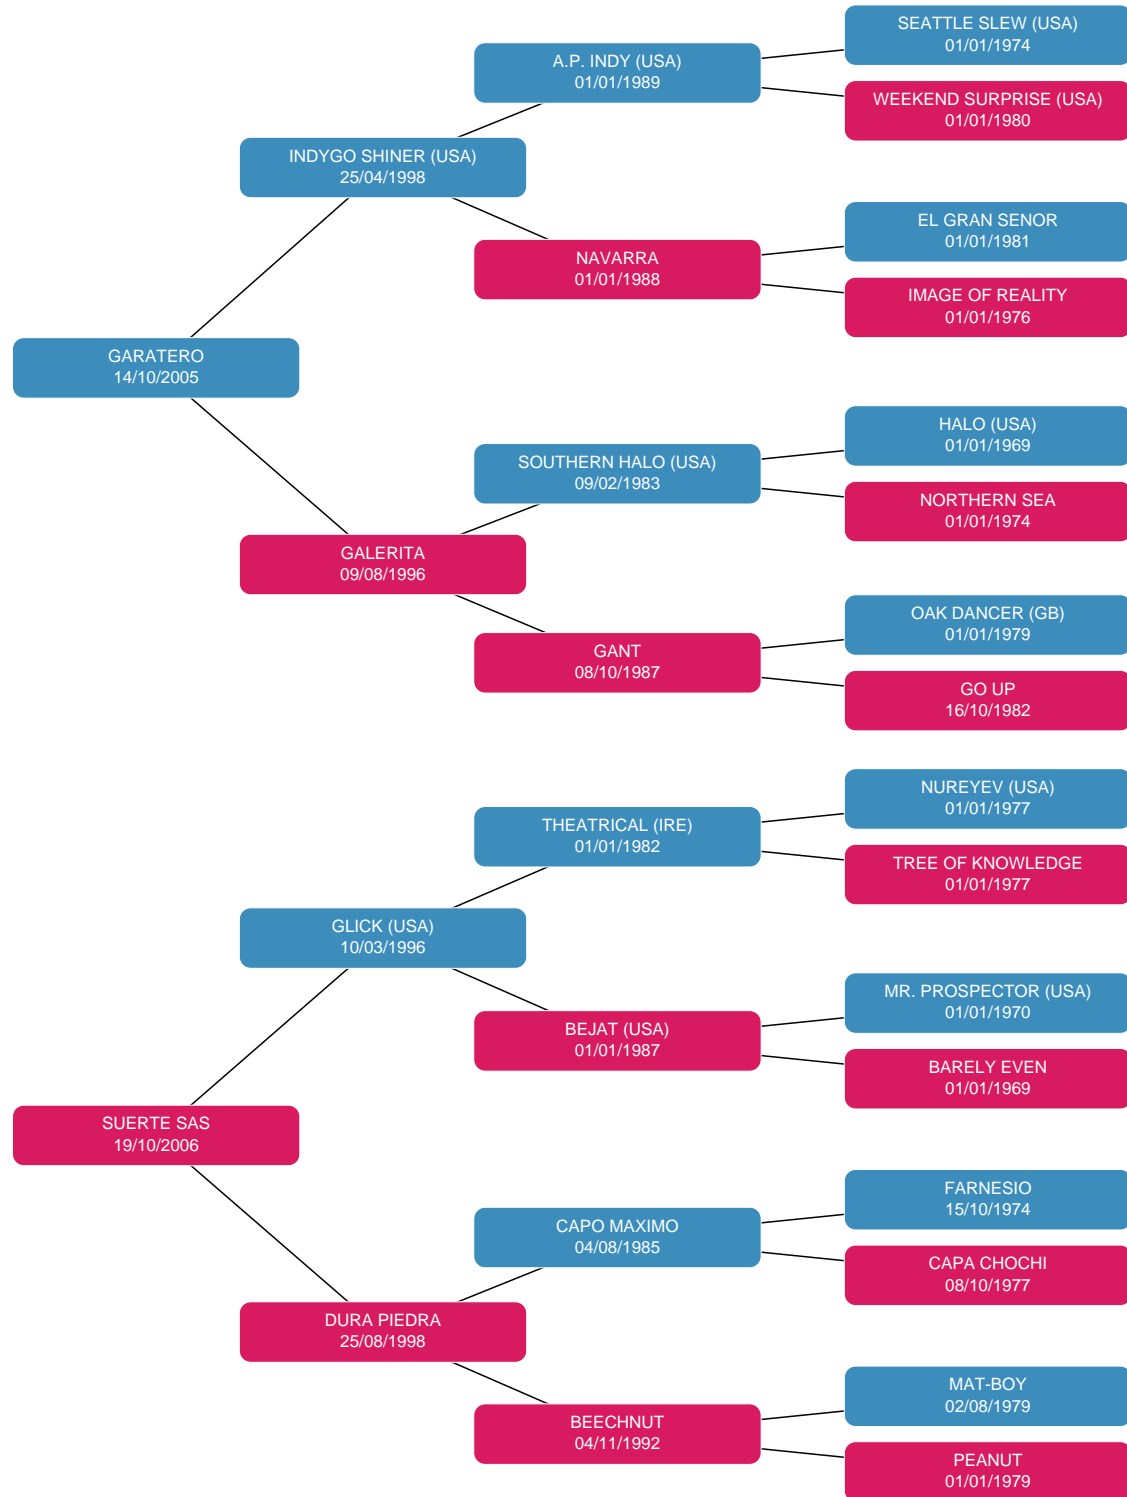 SEATTLE SLEW (USA)
01/01/1974
A.P. INDY (USA)
01/01/1989
WEEKEND SURPRISE (USA)
01/01/1980
INDYGO SHINER (USA)
25/04/1998
EL GRAN SENOR
01/01/1981
NAVARRA
01/01/1988
IMAGE OF REALITY
01/01/1976
GARATERO
14/10/2005
HALO (USA)
01/01/1969
SOUTHERN HALO (USA)
09/02/1983
NORTHERN SEA
01/01/1974
GALERITA
09/08/1996
OAK DANCER (GB)
01/01/1979
GANT
08/10/1987
GO UP
16/10/1982
NUREYEV (USA)
01/01/1977
THEATRICAL (IRE)
01/01/1982
TREE OF KNOWLEDGE
01/01/1977
GLICK (USA)
10/03/1996
MR. PROSPECTOR (USA)
01/01/1970
BEJAT (USA)
01/01/1987
BARELY EVEN
01/01/1969
SUERTE SAS
19/10/2006
FARNESIO
15/10/1974
CAPO MAXIMO
04/08/1985
CAPA CHOCHI
08/10/1977
DURA PIEDRA
25/08/1998
MAT-BOY
02/08/1979
BEECHNUT
04/11/1992
PEANUT
01/01/1979